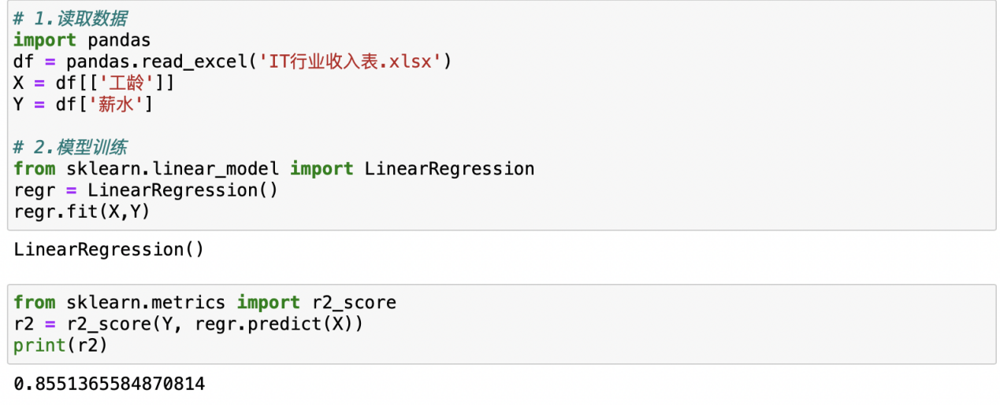 # 1.读取数据
import pandas
df = pandas.read_excel('IT行业收入表.xlsx')
X = df[['工龄']]
Y = df['薪水']
# 2.模型训练
from sklearn.linear_model import LinearRegression
regr = LinearRegression()
regr.fit(X,Y)
LinearRegression()
from sklearn.metrics import r2_score
r2 = r2_score(Y, regr.predict(X))
print(r2)
0.8551365584870814